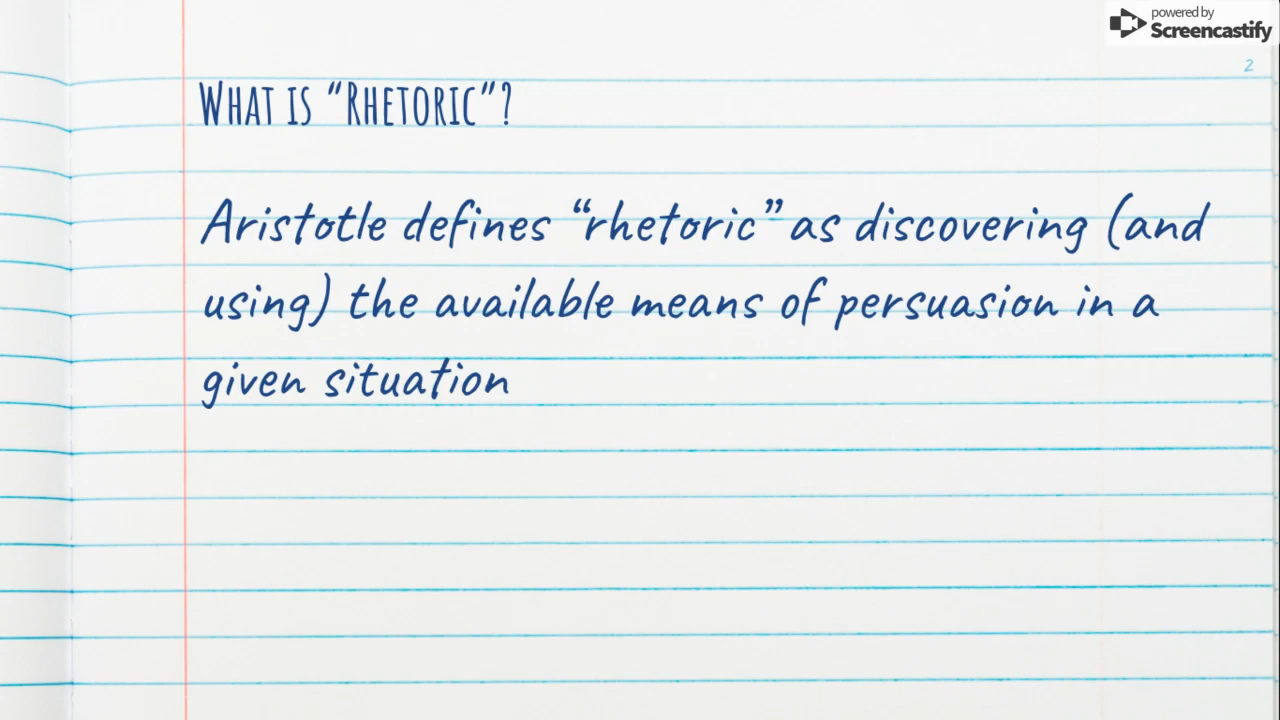 powered by
Screencastify
2
What is “Rhetoric”?
Aristotle defines “rhetoric” as discovering (and
using) the available means of persuasion in a
given situation